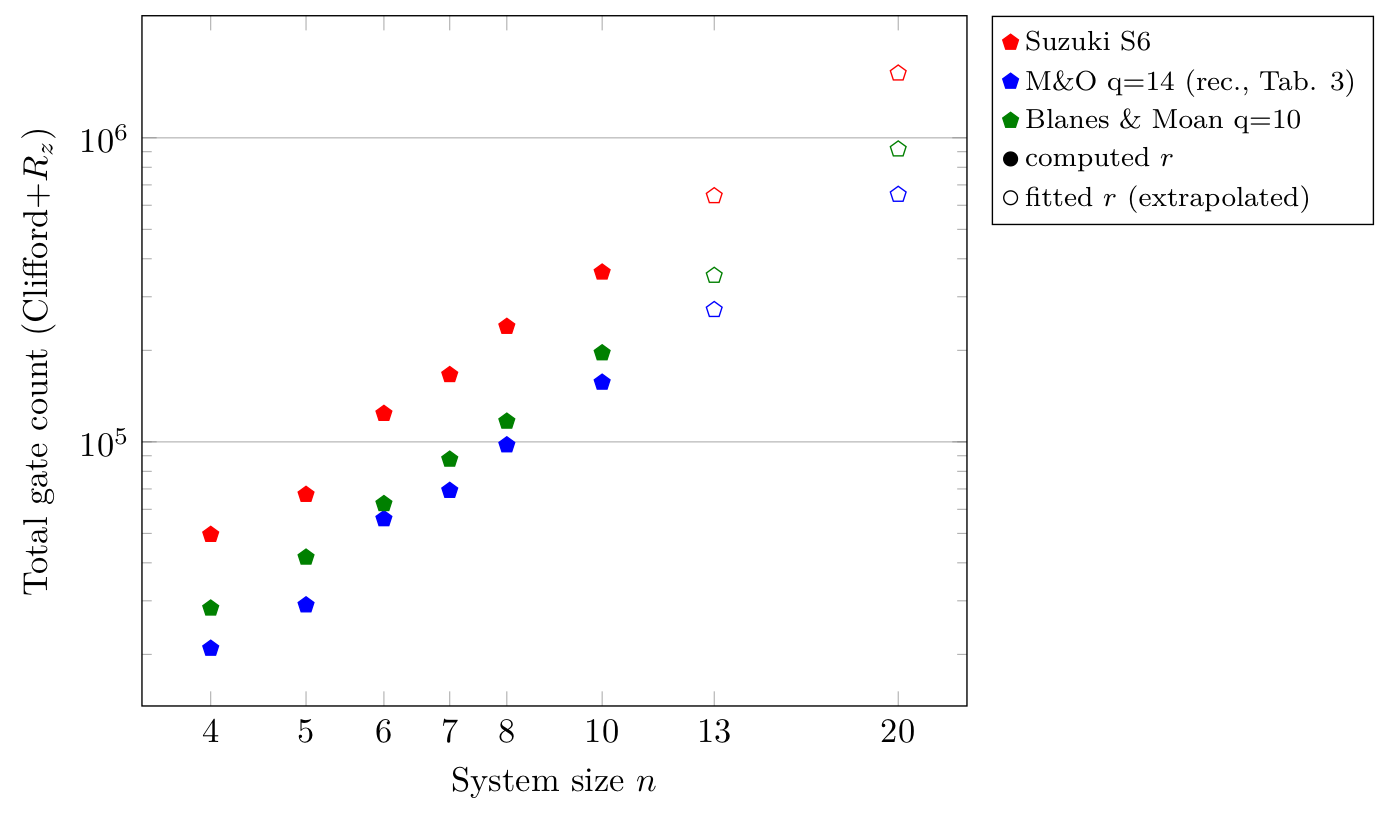 Total gate count (Clifford+R_z)
10^6
10^5
4 5 6 7 8 10 13 20
System size n
Suzuki S6
M&O q=14 (rec., Tab. 3)
Blanes & Moan q=10
computed r
fitted r (extrapolated)